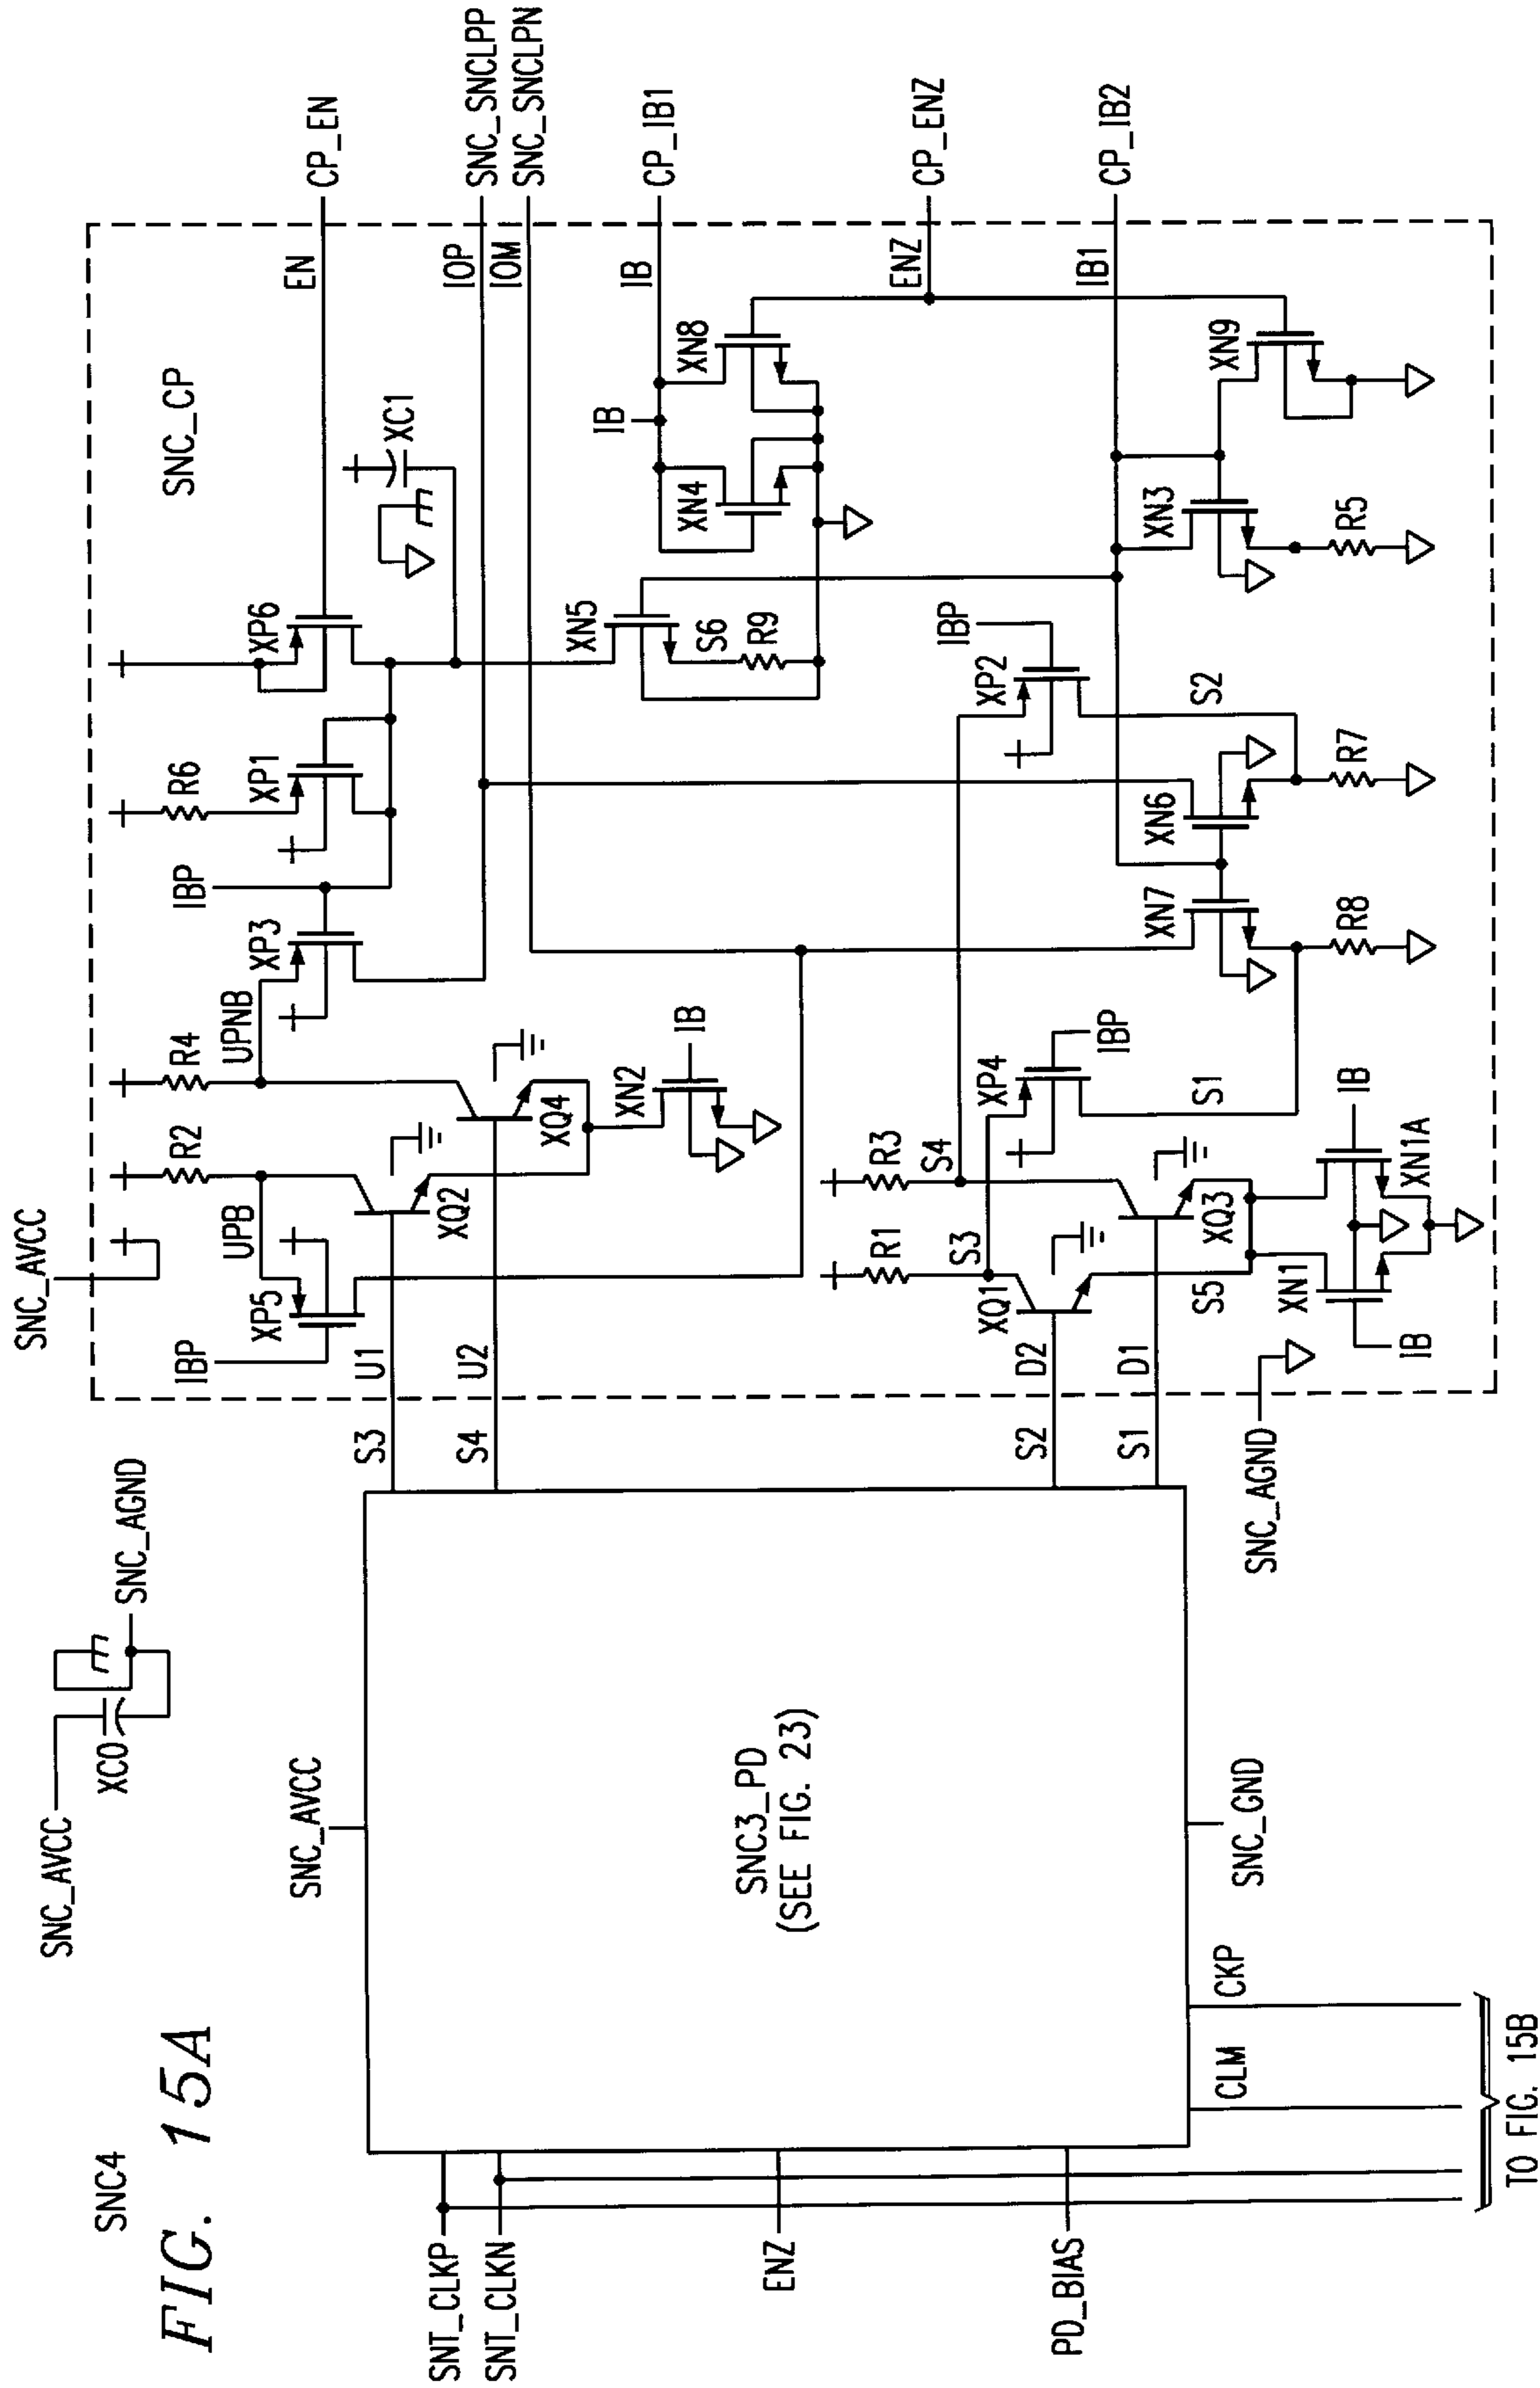 SNC4
FIG. 15A
SNC_AVCC
XC0
SNC_AGND
SNC_AVCC
SNC_AVCC
SNT_CLKP
SNT_CLKN
ENZ
PD_BIAS
SNC3_PD
(SEE FIG. 23)
SNC_GND
CLM
CKP
TO FIG. 15B
S3
S4
S2
S1
SNC_AGND
U1
U2
D2
D1
SNC_CP
IBP
XP5
UPB
R2
R4
UPNB
XP3
IBP
R6
XP1
XP6
XC1
EN
CP_EN
IOP
SNC_SNCLPP
IOM
SNC_SNCLPN
XQ2
XQ4
XN2
IB
XN5
S6
R9
XN4
IB
XN8
IB
CP_IB1
ENZ
CP_ENZ
IB1
CP_IB2
R1
S3
R3
S4
XQ1
XQ3
S5
XP4
IBP
S1
XN1
IB
XN1A
IB
XP2
IBP
S2
XN7
XN6
R8
R7
XN3
R5
XN9